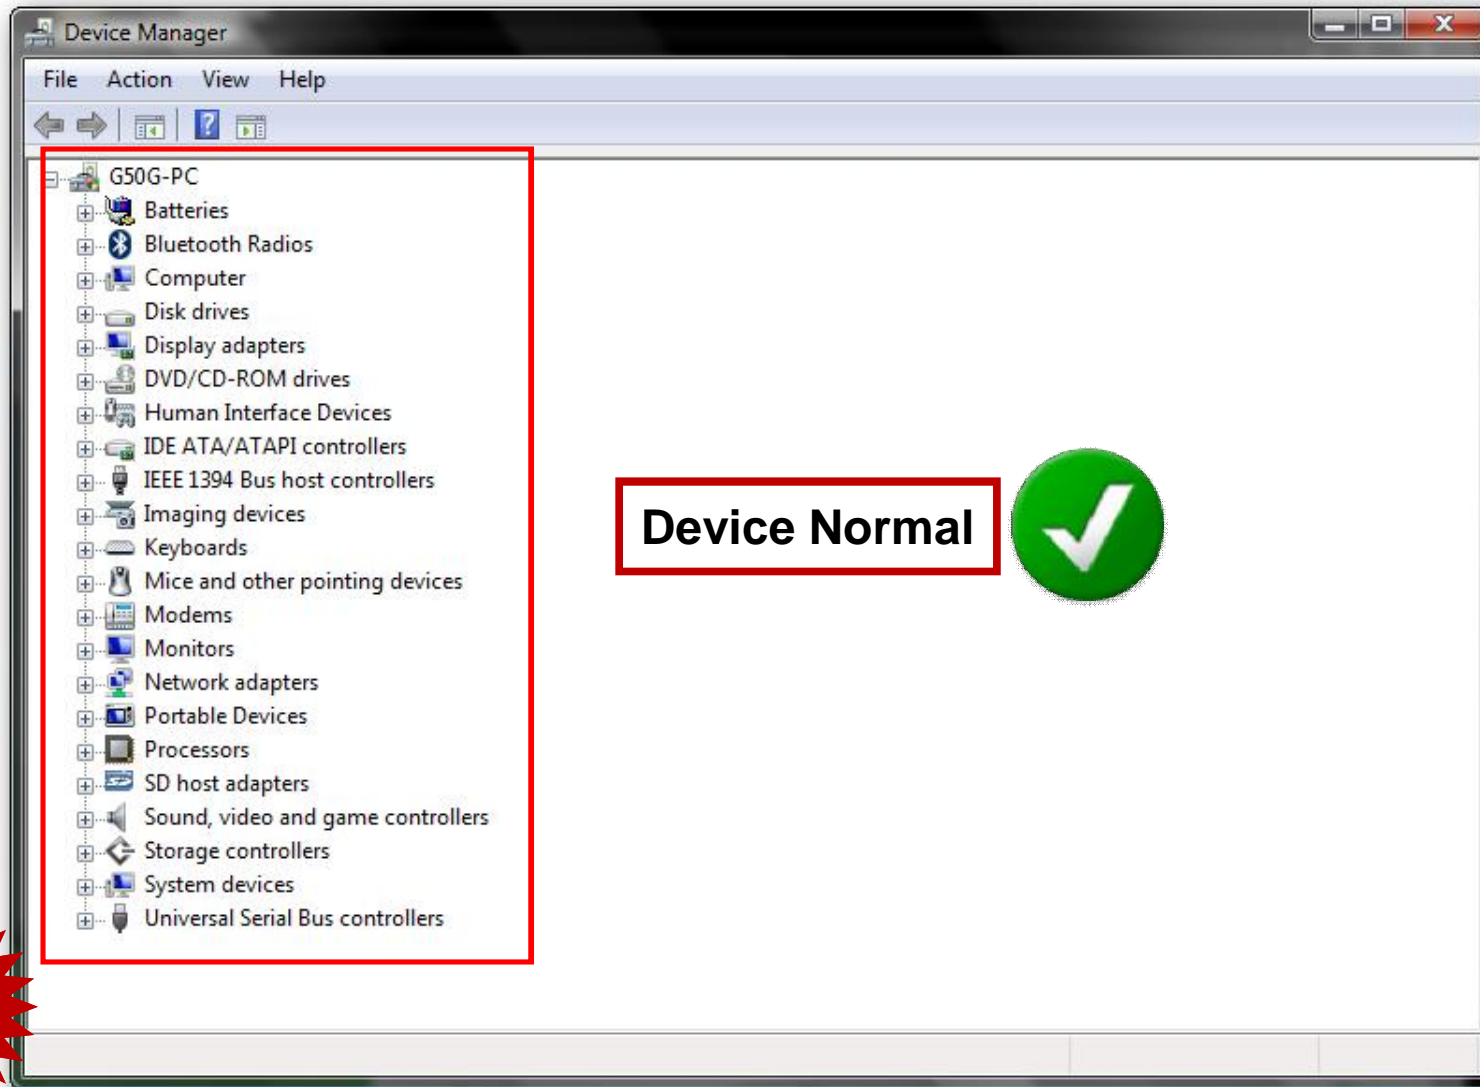 Device Manager
File Action View Help
G50G-PC
Batteries
Bluetooth Radios
Computer
Disk drives
Display adapters
DVD/CD-ROM drives
Human Interface Devices
IDE ATA/ATAPI controllers
IEEE 1394 Bus host controllers
Imaging devices
Keyboards
Mice and other pointing devices
Modems
Monitors
Network adapters
Portable Devices
Processors
SD host adapters
Sound, video and game controllers
Storage controllers
System devices
Universal Serial Bus controllers
Device Normal